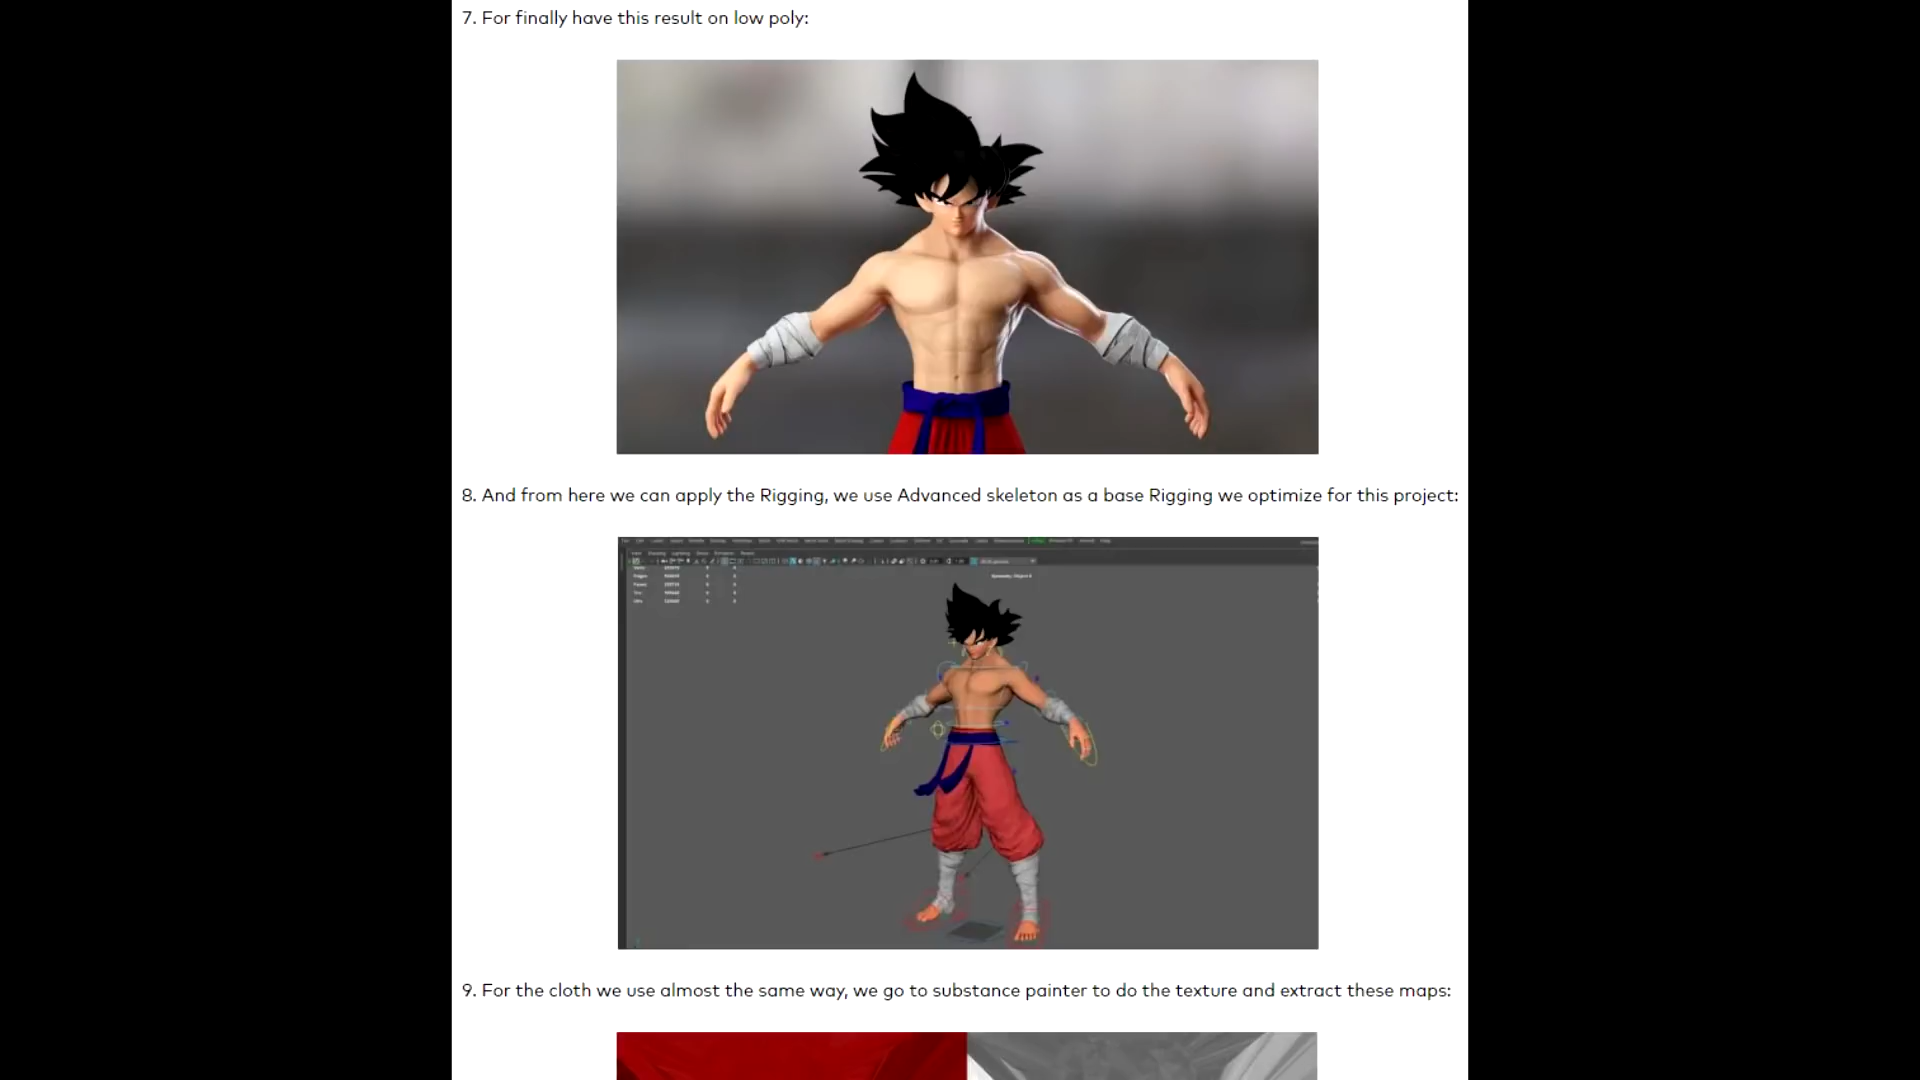 7. For finally have this result on low poly:
8. And from here we can apply the Rigging, we use Advanced skeleton as a base Rigging we optimize for this project:
9. For the cloth we use almost the same way, we go to substance painter to do the texture and extract these maps: